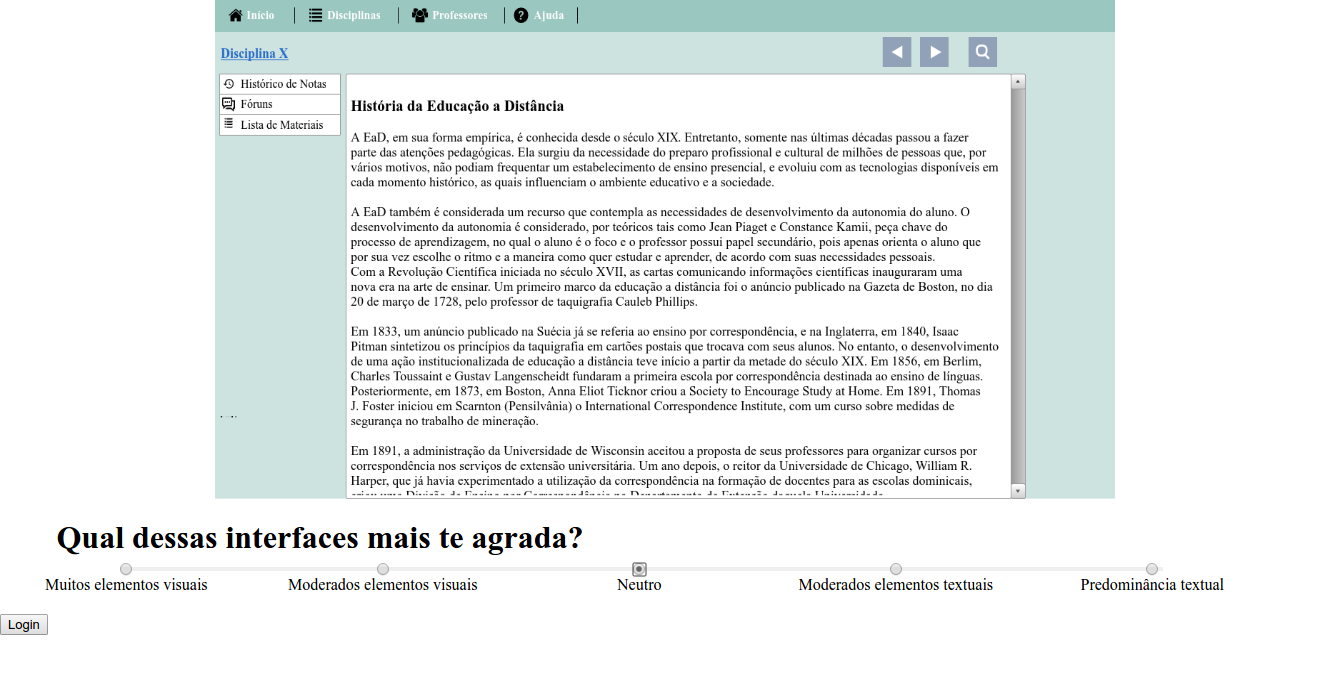 Início Disciplinas Professores Ajuda
Disciplina X
Histórico de Notas
Fóruns
Lista de Materiais
História da Educação a Distância
A EaD, em sua forma empírica, é conhecida desde o século XIX. Entretanto, somente nas últimas décadas passou a fazer
parte das atenções pedagógicas. Ela surgiu da necessidade do preparo profissional e cultural de milhões de pessoas que, por
vários motivos, não podiam frequentar um estabelecimento de ensino presencial, e evoluiu com as tecnologias disponíveis em
cada momento histórico, as quais influenciam o ambiente educativo e a sociedade.
A EaD também é considerada um recurso que contempla as necessidades de desenvolvimento da autonomia do aluno. O
desenvolvimento da autonomia é considerado, por teóricos tais como Jean Piaget e Constance Kamii, peça chave do
processo de aprendizagem, no qual o aluno é o foco e o professor possui papel secundário, pois apenas orienta o aluno que
por sua vez escolhe o ritmo e a maneira como quer estudar e aprender, de acordo com suas necessidades pessoais.
Com a Revolução Científica iniciada no século XVII, as cartas comunicando informações científicas inauguraram uma
nova era na arte de ensinar. Um primeiro marco da educação a distância foi o anúncio publicado na Gazeta de Boston, no dia
20 de março de 1728, pelo professor de taquigrafia Cauleb Phillips.
Em 1833, um anúncio publicado na Suécia já se referia ao ensino por correspondência, e na Inglaterra, em 1840, Isaac
Pitman sintetizou os princípios da taquigrafia em cartões postais que trocava com seus alunos. No entanto, o desenvolvimento
de uma ação institucionalizada de educação a distância teve início a partir da metade do século XIX. Em 1856, em Berlim,
Charles Toussaint e Gustav Langenscheidt fundaram a primeira escola por correspondência destinada ao ensino de línguas.
Posteriormente, em 1873, em Boston, Anna Eliot Ticknor criou a Society to Encourage Study at Home. Em 1891, Thomas
J. Foster iniciou em Scarnton (Pensilvânia) o International Correspondence Institute, com um curso sobre medidas de
segurança no trabalho de mineração.
Em 1891, a administração da Universidade de Wisconsin aceitou a proposta de seus professores para organizar cursos por
correspondência nos serviços de extensão universitária. Um ano depois, o reitor da Universidade de Chicago, William R.
Harper, que já havia experimentado a utilização da correspondência na formação de docentes para as escolas dominicais,
criou uma Divisão de Ensino por Correspondência no Departamento de Extensão daquela Universidade.
Qual dessas interfaces mais te agrada?
Muitos elementos visuais Moderados elementos visuais Neutro Moderados elementos textuais Predominância textual
Login